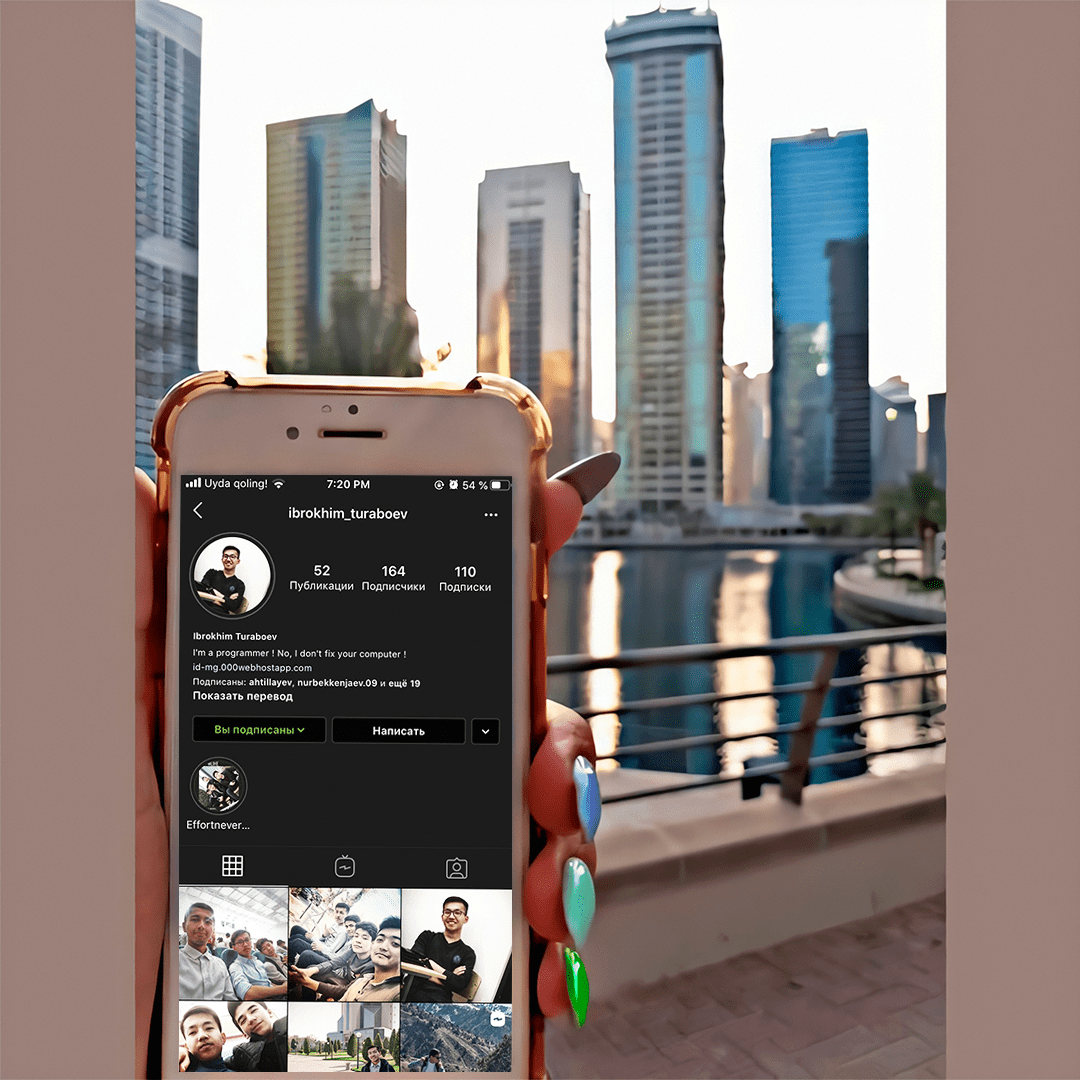 Uyda qoling! 7:20 PM 54 %
ibrokhim_turaboev
52 164 110
Публикации Подписчики Подписки
Ibrokhim Turaboev
I'm a programmer ! No, I don't fix your computer !
id-mg.000webhostapp.com
Подписаны: ahtillayev, nurbekkenjaev.09 и ещё 19
Показать перевод
Вы подписаны Написать
Effortnever...